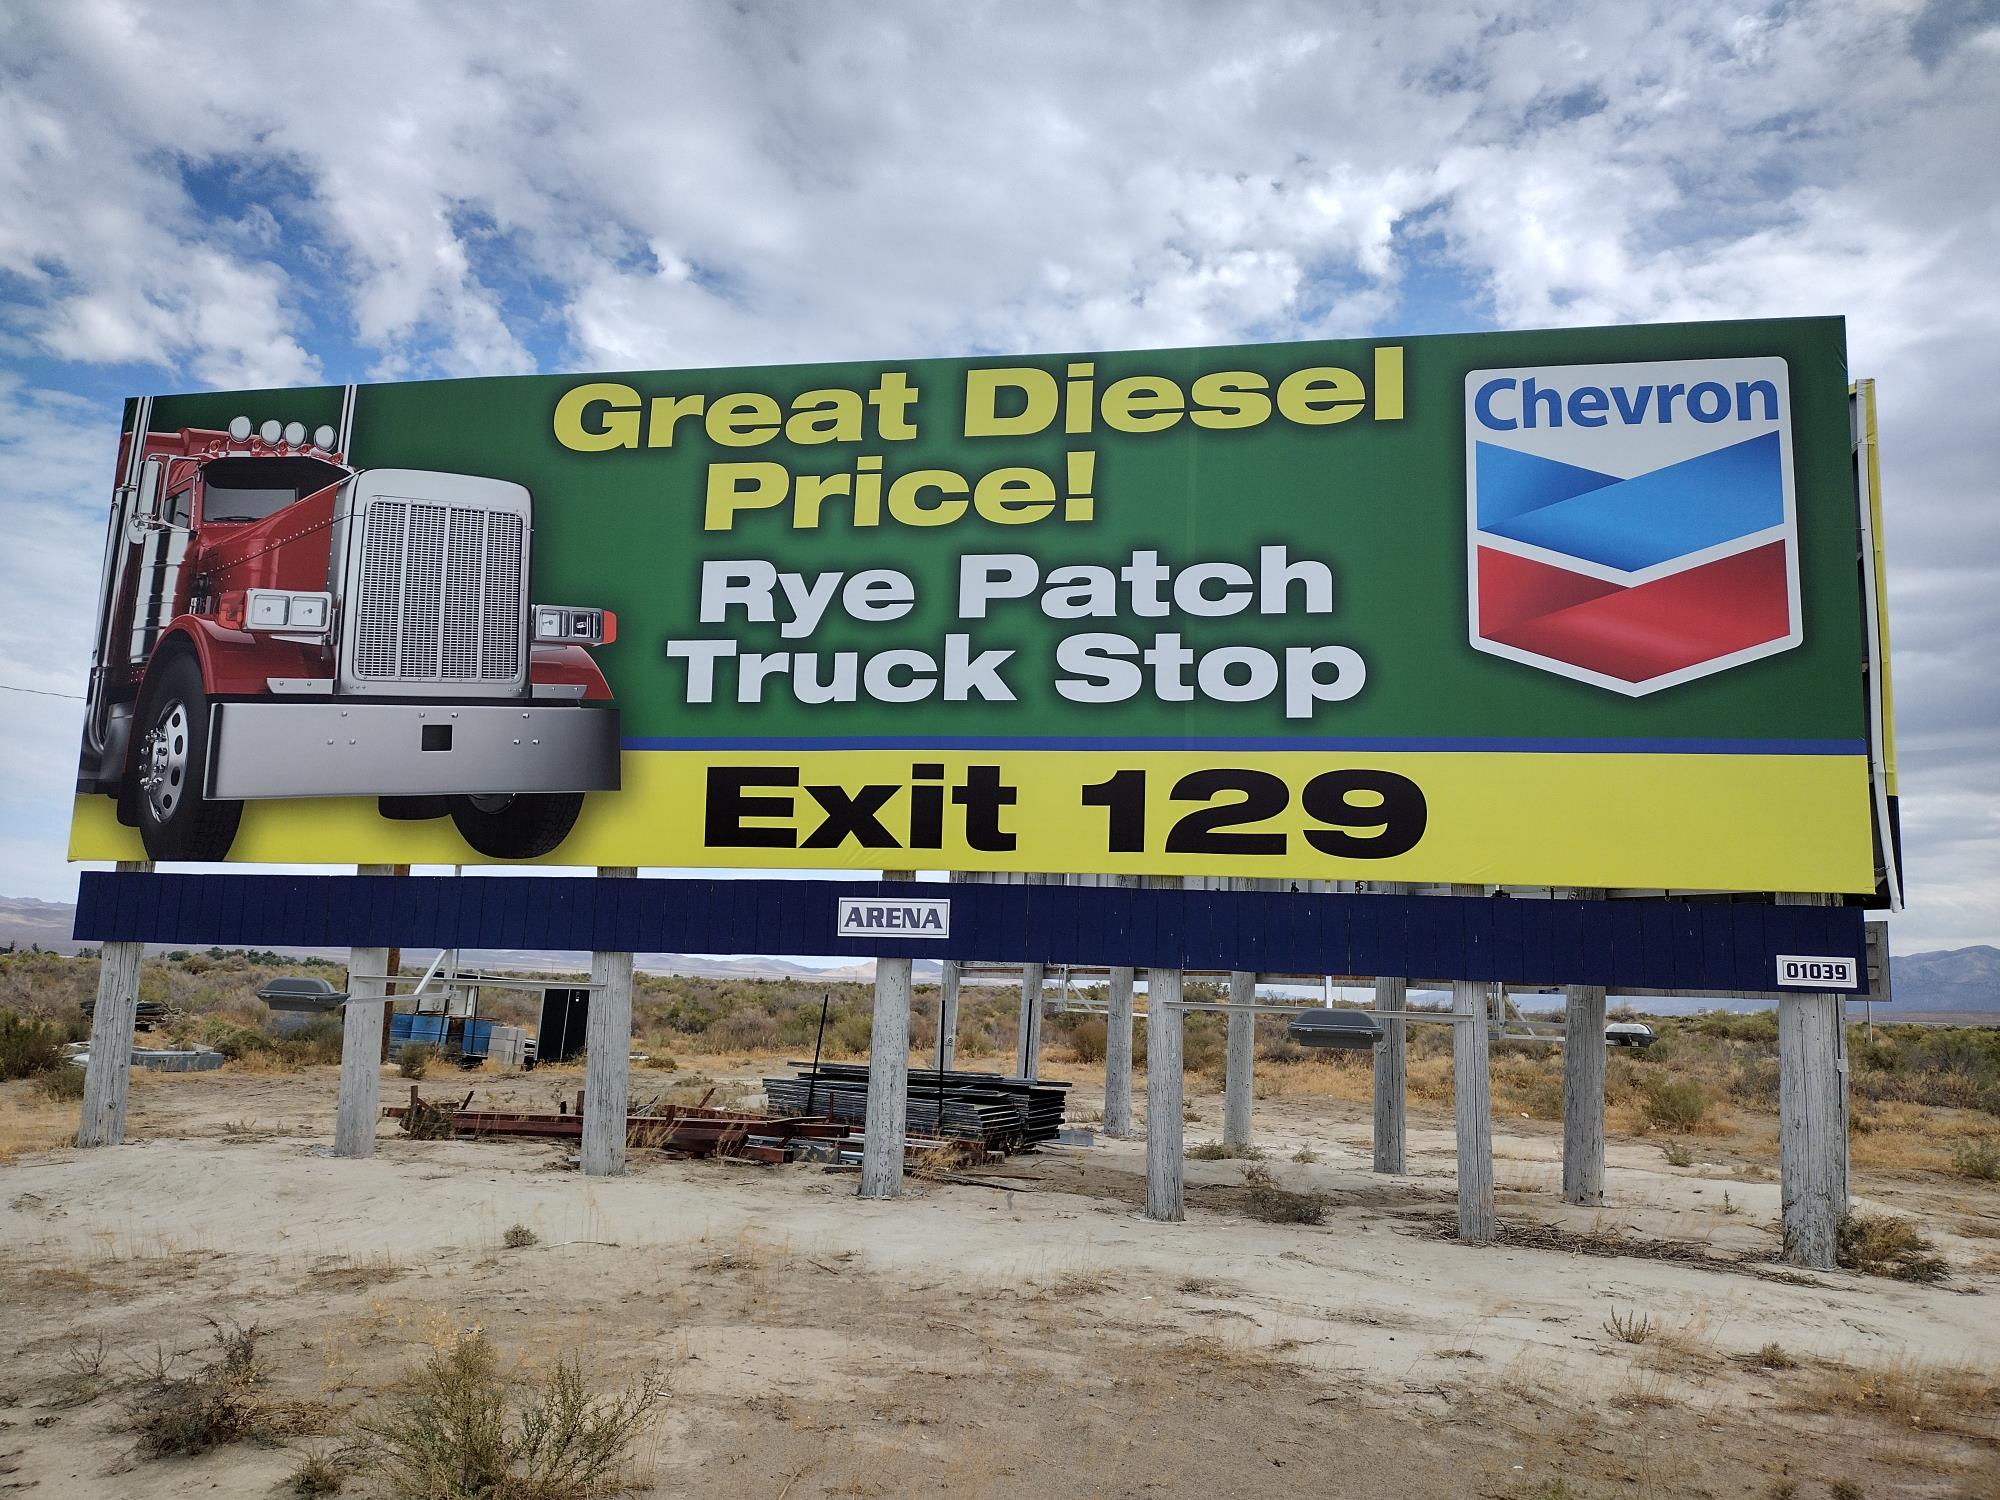 Great Diesel
Price!
Chevron
Rye Patch
Truck Stop
Exit 129
ARENA
01039